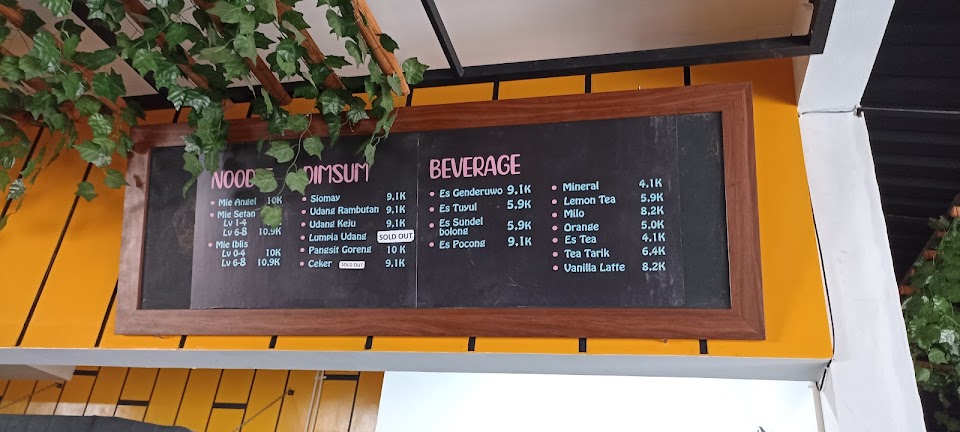 NOODLE
Mie Angel 10K
Mie Setan
Lv 1-4
Lv 6-8 10,9K
Mie Iblis
Lv 0-4 10K
Lv 6-8 10,9K
DIMSUM
Siomay 9,1K
Udang Rambutan 9,1K
Udang Keju 9,1K
Lumpia Udang SOLD OUT
Pangsit Goreng 10 K
Ceker SOLD OUT 9,1K
BEVERAGE
Es Genderuwo 9,1K
Es Tuyul 5.9K
Es Sundel
bolong 5.9K
Es Pocong 9,1K
Mineral 4.1K
Lemon Tea 5.9K
Milo 8.2K
Orange 5.0K
Es Tea 4.1K
Tea Tarik 6,4K
Vanilla Latte 8.2K